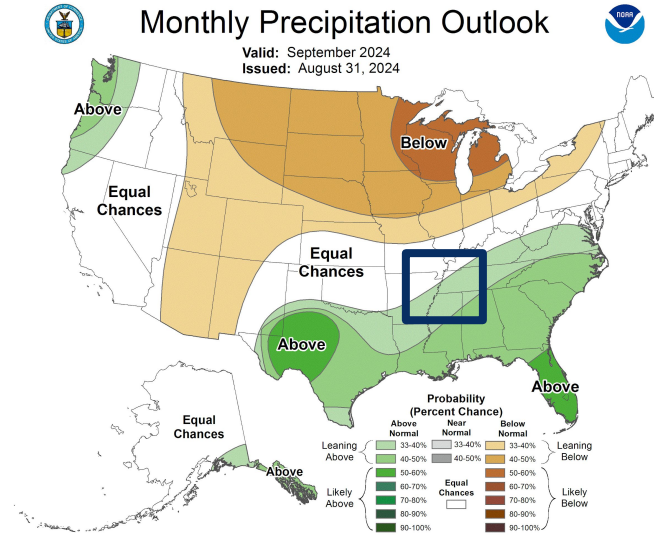 Monthly Precipitation Outlook
NOAA
Valid: September 2024
Issued: August 31, 2024
Above
Below
Equal
Chances
Equal
Chances
Above
Above
Equal
Chances
Above
Probability
(Percent Chance)
Above
Normal
Near
Normal
Below
Normal
Leaning
Above
33-40%
33-40%
33-40%
Leaning
Below
40-50%
40-50%
40-50%
Likely
Above
50-60%
60-70%
70-80%
80-90%
90-100%
Equal
Chances
50-60%
60-70%
70-80%
80-90%
90-100%
Likely
Below